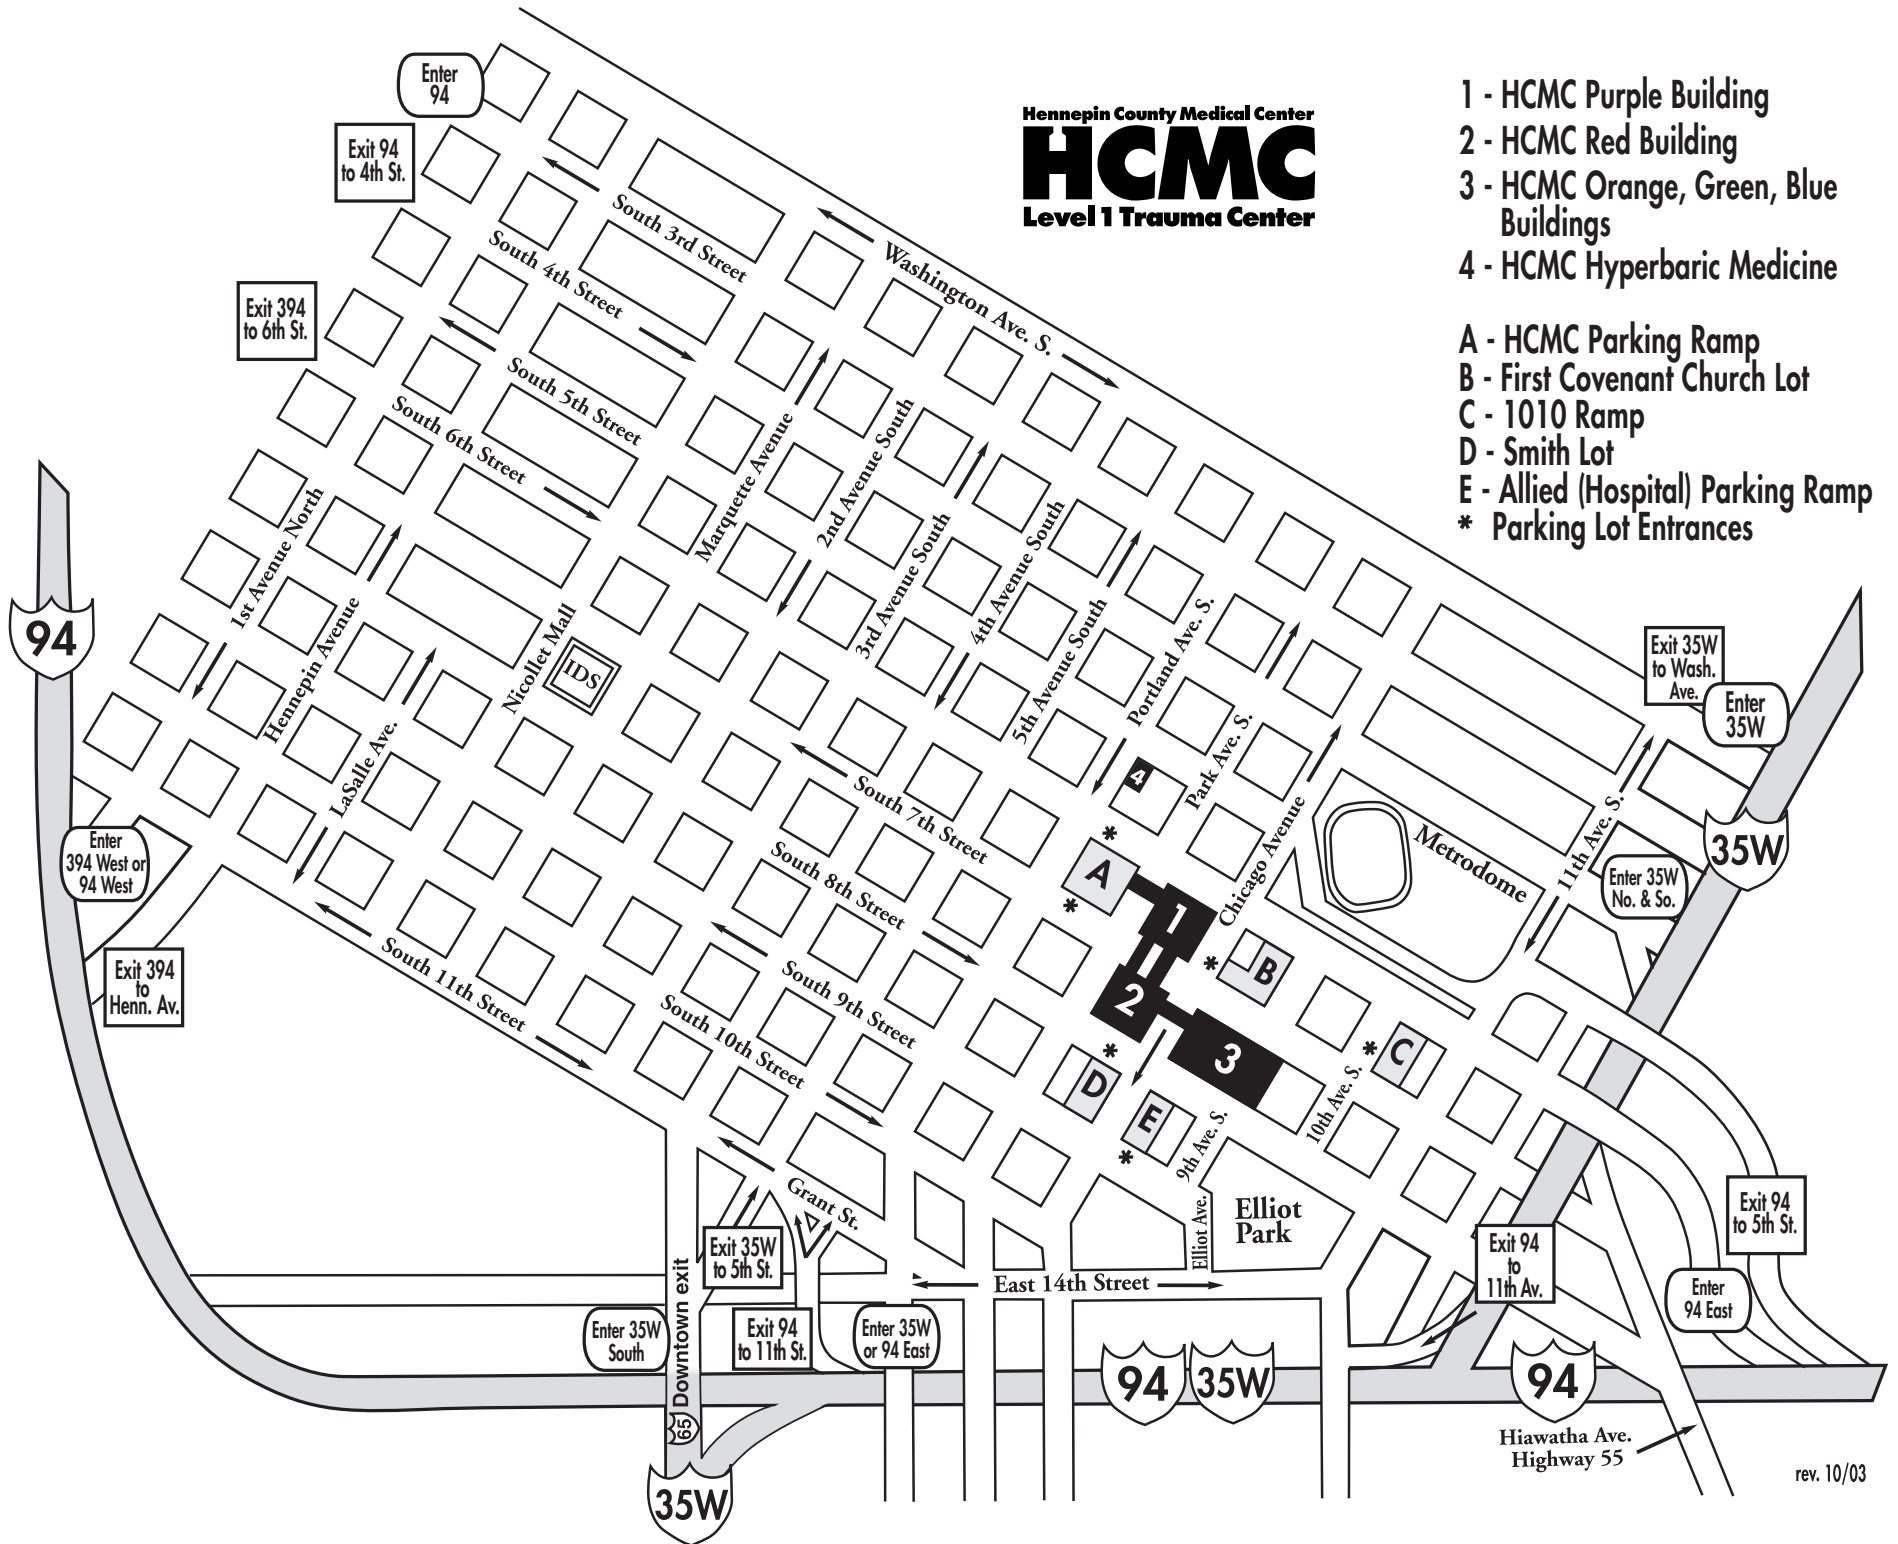 Hennepin County Medical Center
HCMC
Level 1 Trauma Center
1 - HCMC Purple Building
2 - HCMC Red Building
3 - HCMC Orange, Green, Blue
Buildings
4 - HCMC Hyperbaric Medicine
A - HCMC Parking Ramp
B - First Covenant Church Lot
C - 1010 Ramp
D - Smith Lot
E - Allied (Hospital) Parking Ramp
* Parking Lot Entrances
Enter
94
Exit 94
to 4th St.
Exit 394
to 6th St.
South 3rd Street
South 4th Street
South 5th Street
South 6th Street
Washington Ave. S.
Marquette Avenue
2nd Avenue South
3rd Avenue South
4th Avenue South
5th Avenue South
Portland Ave. S.
Park Ave. S.
Chicago Avenue
1st Avenue North
Hennepin Avenue
LaSalle Ave.
Nicollet Mall
IDS
94
Exit 35W
to Wash.
Ave.
Enter
35W
35W
11th Ave. S.
Metrodome
Enter 35W
No. & So.
4
*
A
*
1
*
B
2
3
*
C
*
D
E
*
South 7th Street
South 8th Street
South 9th Street
South 10th Street
South 11th Street
Enter
394 West or
94 West
Exit 394
to
Henn. Av.
10th Ave. S.
9th Ave. S.
Elliot Ave.
Elliot
Park
Grant St.
East 14th Street
Exit 35W
to 5th St.
Enter 35W
South
Downtown exit
65
Exit 94
to 11th St.
Enter 35W
or 94 East
Exit 94
to
11th Av.
Exit 94
to 5th St.
Enter
94 East
94
35W
94
35W
Hiawatha Ave.
Highway 55
rev. 10/03